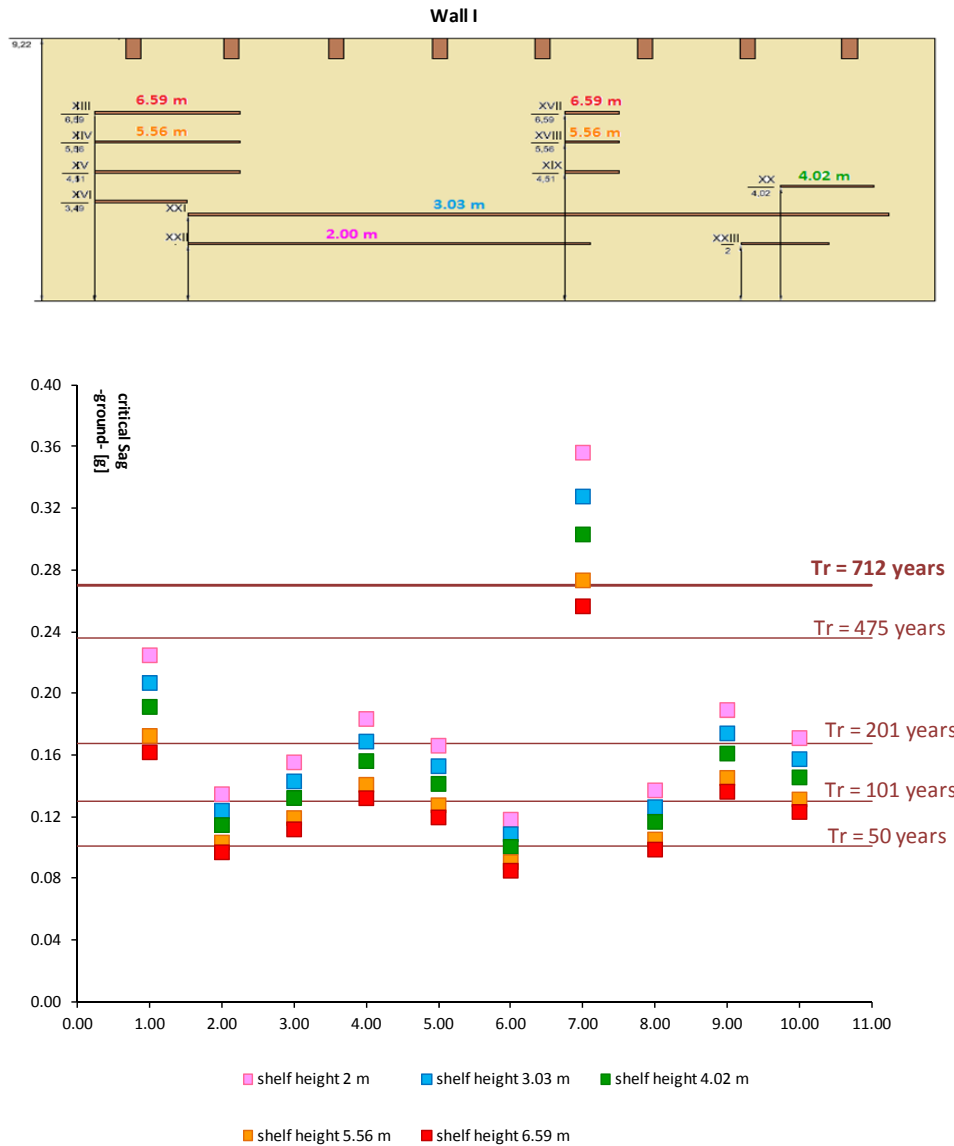 Wall I
9,22
XIII 6.59 m XVII 6.59 m
6,59 6,59
XIV 5.56 m XVIII 5.56 m
5,56 5,56
XV XIX XX 4.02 m
4,51 4,51 4,02
XVI
3,49 XXI 3.03 m
XXII 2.00 m XXIII
2
critical Sag
-ground- [g]
0.40
0.36
0.32
0.28
Tr = 712 years
0.24
Tr = 475 years
0.20
Tr = 201 years
0.16
Tr = 101 years
0.12
Tr = 50 years
0.08
0.04
0.00
0.00 1.00 2.00 3.00 4.00 5.00 6.00 7.00 8.00 9.00 10.00 11.00
shelf height 2 m shelf height 3.03 m shelf height 4.02 m
shelf height 5.56 m shelf height 6.59 m